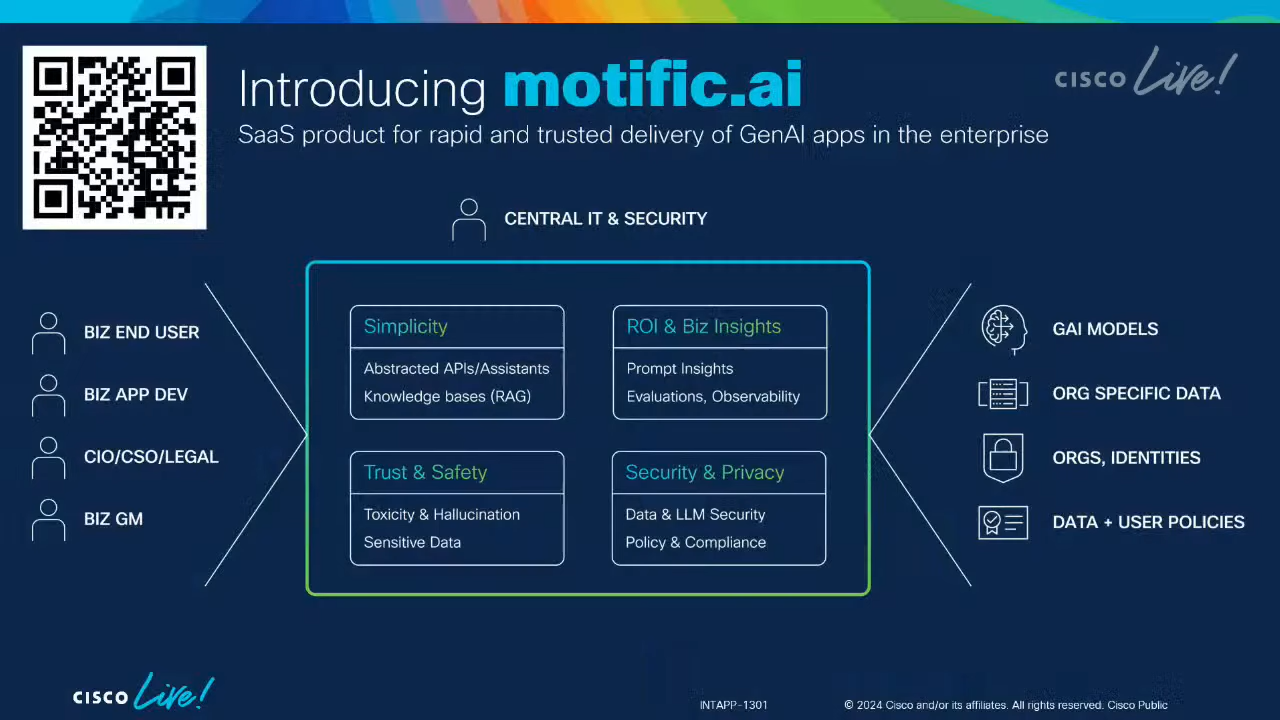 Introducing motific.ai
CISCO Live!
SaaS product for rapid and trusted delivery of GenAI apps in the enterprise
CENTRAL IT & SECURITY
BIZ END USER
BIZ APP DEV
CIO/CSO/LEGAL
BIZ GM
Simplicity
Abstracted APIs/Assistants
Knowledge bases (RAG)
ROI & Biz Insights
Prompt Insights
Evaluations, Observability
Trust & Safety
Toxicity & Hallucination
Sensitive Data
Security & Privacy
Data & LLM Security
Policy & Compliance
GAI MODELS
ORG SPECIFIC DATA
ORGS, IDENTITIES
DATA + USER POLICIES
CISCO Live!
INTAPP-1301
© 2024 Cisco and/or its affiliates. All rights reserved. Cisco Public